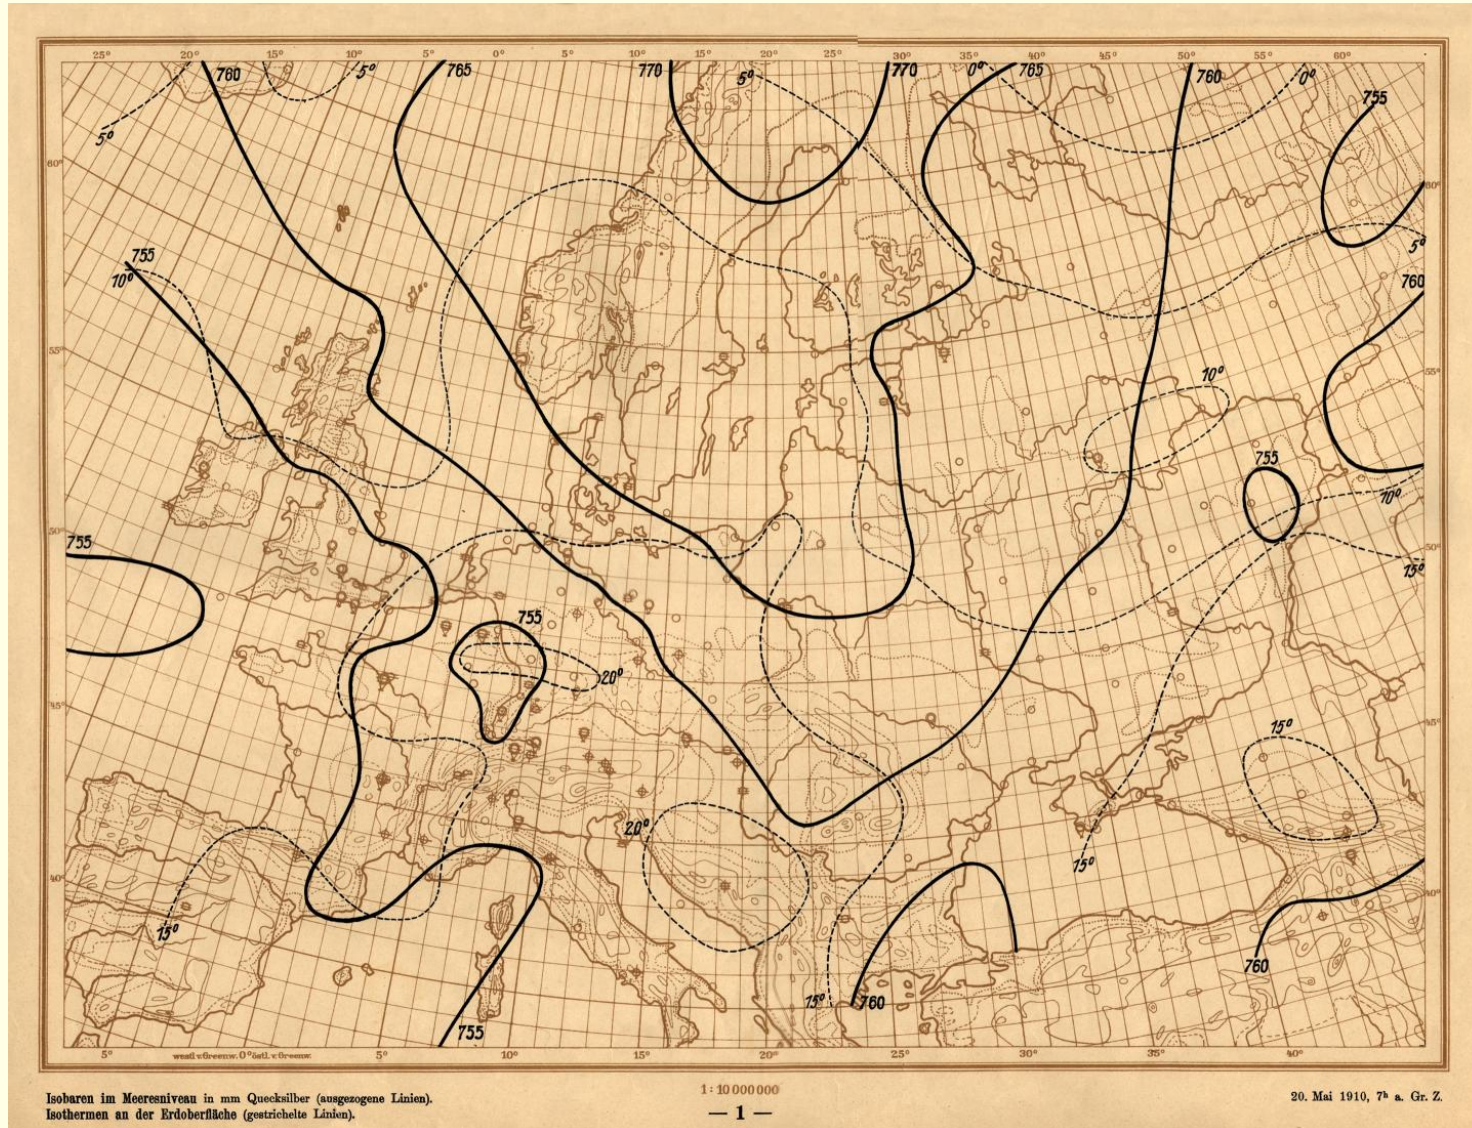 25° 20° 15° 10° 5° 0° 5° 10° 15° 20° 25° 30° 35° 40° 45° 50° 55° 60°
760 5° 765 770 5° 770 0° 765 760 0° 755
5°
60° 60°
755
10°
5°
760
55° 55°
10°
755
10°
50° 755 50°
15°
755
20°
45° 45°
15°
20°
15°
40° 40°
15°
760
15° 760
755
5° westl. v. Greenw. 0° östl. v. Greenw. 5° 10° 15° 20° 25° 30° 35° 40°
1 : 10 000 000
Isobaren im Meeresniveau in mm Quecksilber (ausgezogene Linien).
Isothermen an der Erdoberfläche (gestrichelte Linien).
— 1 —
20. Mai 1910, 7ʰ a. Gr. Z.